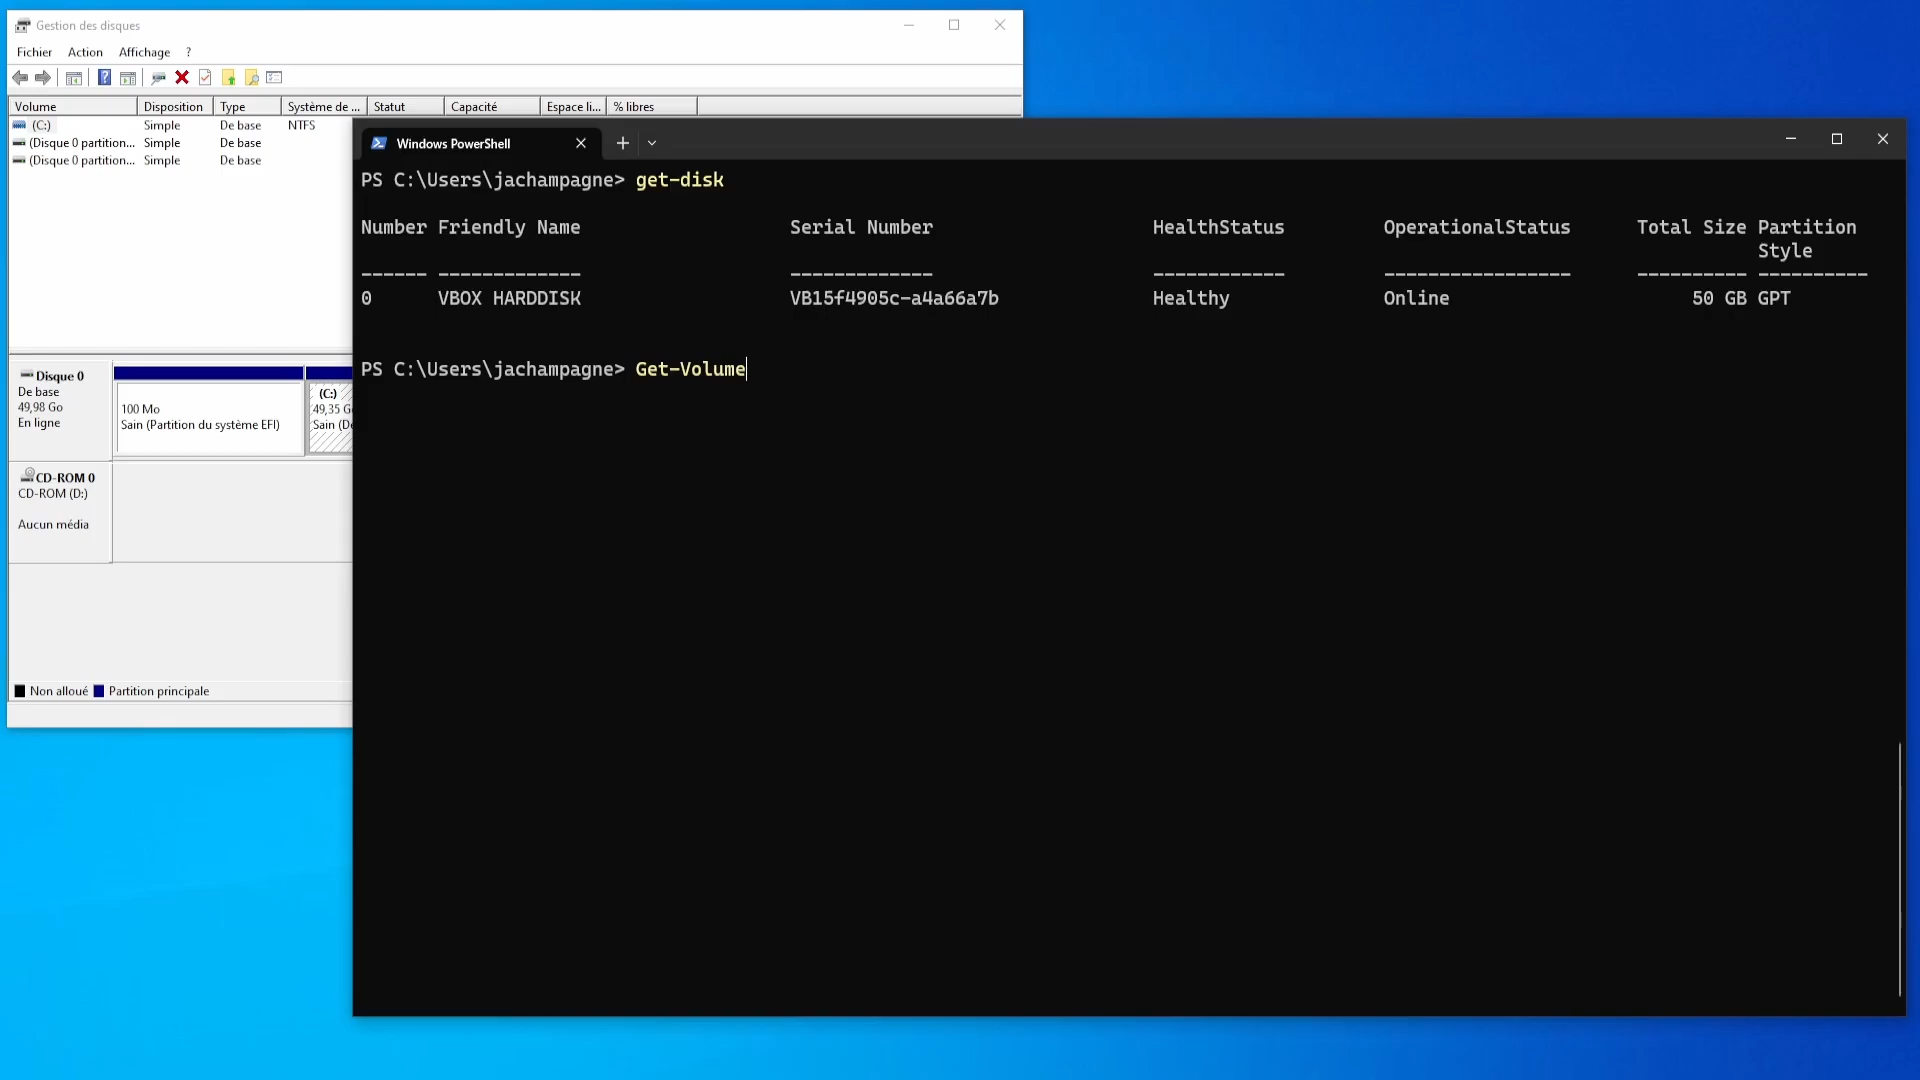 Gestion des disques
Fichier Action Affichage ?
Volume Disposition Type Système de ... Statut Capacité Espace li... % libres
(C:) Simple De base NTFS
(Disque 0 partition... Simple De base
(Disque 0 partition... Simple De base
Disque 0
De base
49,98 Go
En ligne
100 Mo
Sain (Partition du système EFI)
(C:)
49,35 G
Sain (De
CD-ROM 0
CD-ROM (D:)
Aucun média
Non alloué Partition principale
Windows PowerShell
PS C:\Users\jachampagne> get-disk
Number Friendly Name Serial Number HealthStatus OperationalStatus Total Size Partition
Style
------ ------------- ------------- ------------ ----------------- ---------- ----------
0 VBOX HARDDISK VB15f4905c-a4a66a7b Healthy Online 50 GB GPT
PS C:\Users\jachampagne> Get-Volume